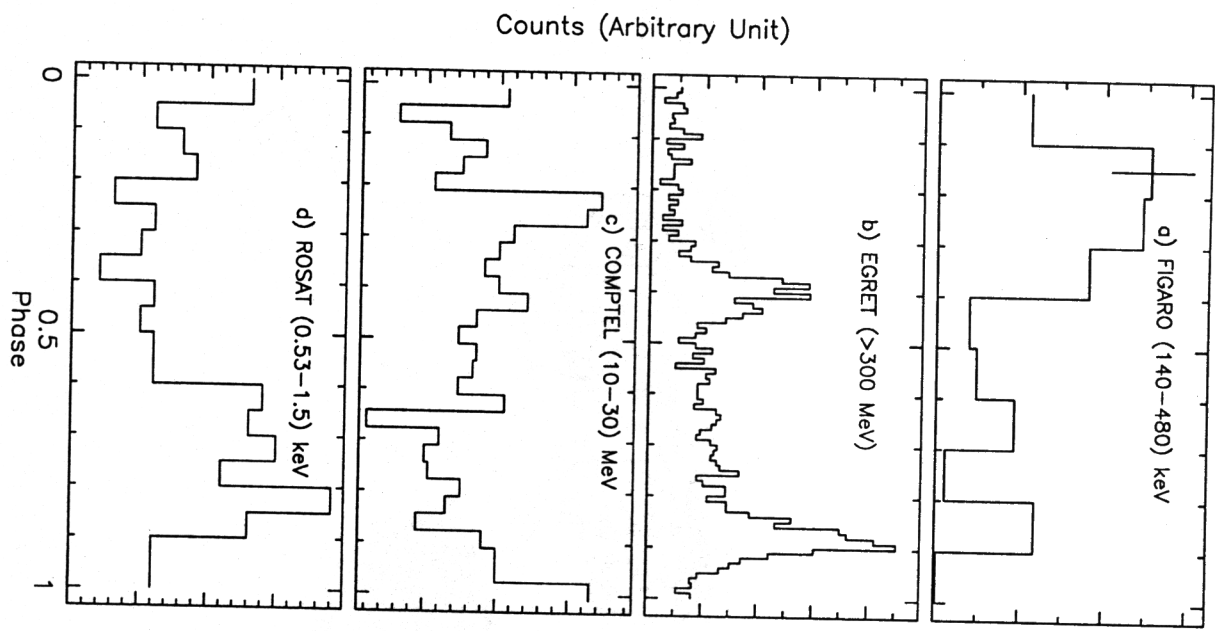 Counts (Arbitrary Unit)
a) FIGARO (140-480) keV
b) EGRET (>300 MeV)
c) COMPTEL (10-30) MeV
d) ROSAT (0.53-1.5) keV
0
0.5
1
Phase